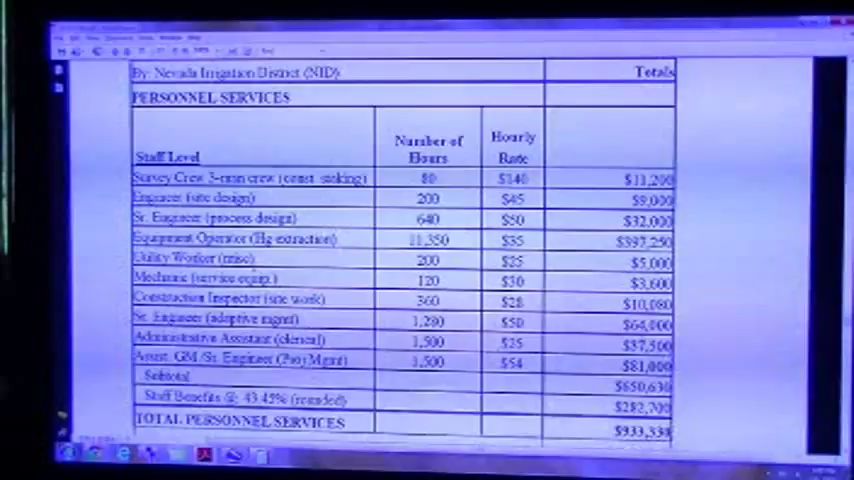 By: Nevada Irrigation District (NID) Totals
PERSONNEL SERVICES
Staff Level Number of Hours Hourly Rate
Survey Crew 3-man crew (const. staking) 80 $140 $11,200
Engineer (site design) 200 $45 $9,000
Sr. Engineer (process design) 640 $50 $32,000
Equipment Operator (Hg extraction) 11,350 $35 $397,250
Utility Worker (misc) 200 $25 $5,000
Mechanic (service equip.) 120 $30 $3,600
Construction Inspector (site work) 360 $28 $10,080
Sr. Engineer (adaptive mgmt) 1,280 $50 $64,000
Administrative Assistant (clerical) 1,500 $25 $37,500
Assist. GM /Sr. Engineer (Proj Mgmt) 1,500 $54 $81,000
Subtotal $650,630
Staff Benefits @ 43.45% (rounded) $282,700
TOTAL PERSONNEL SERVICES $933,330